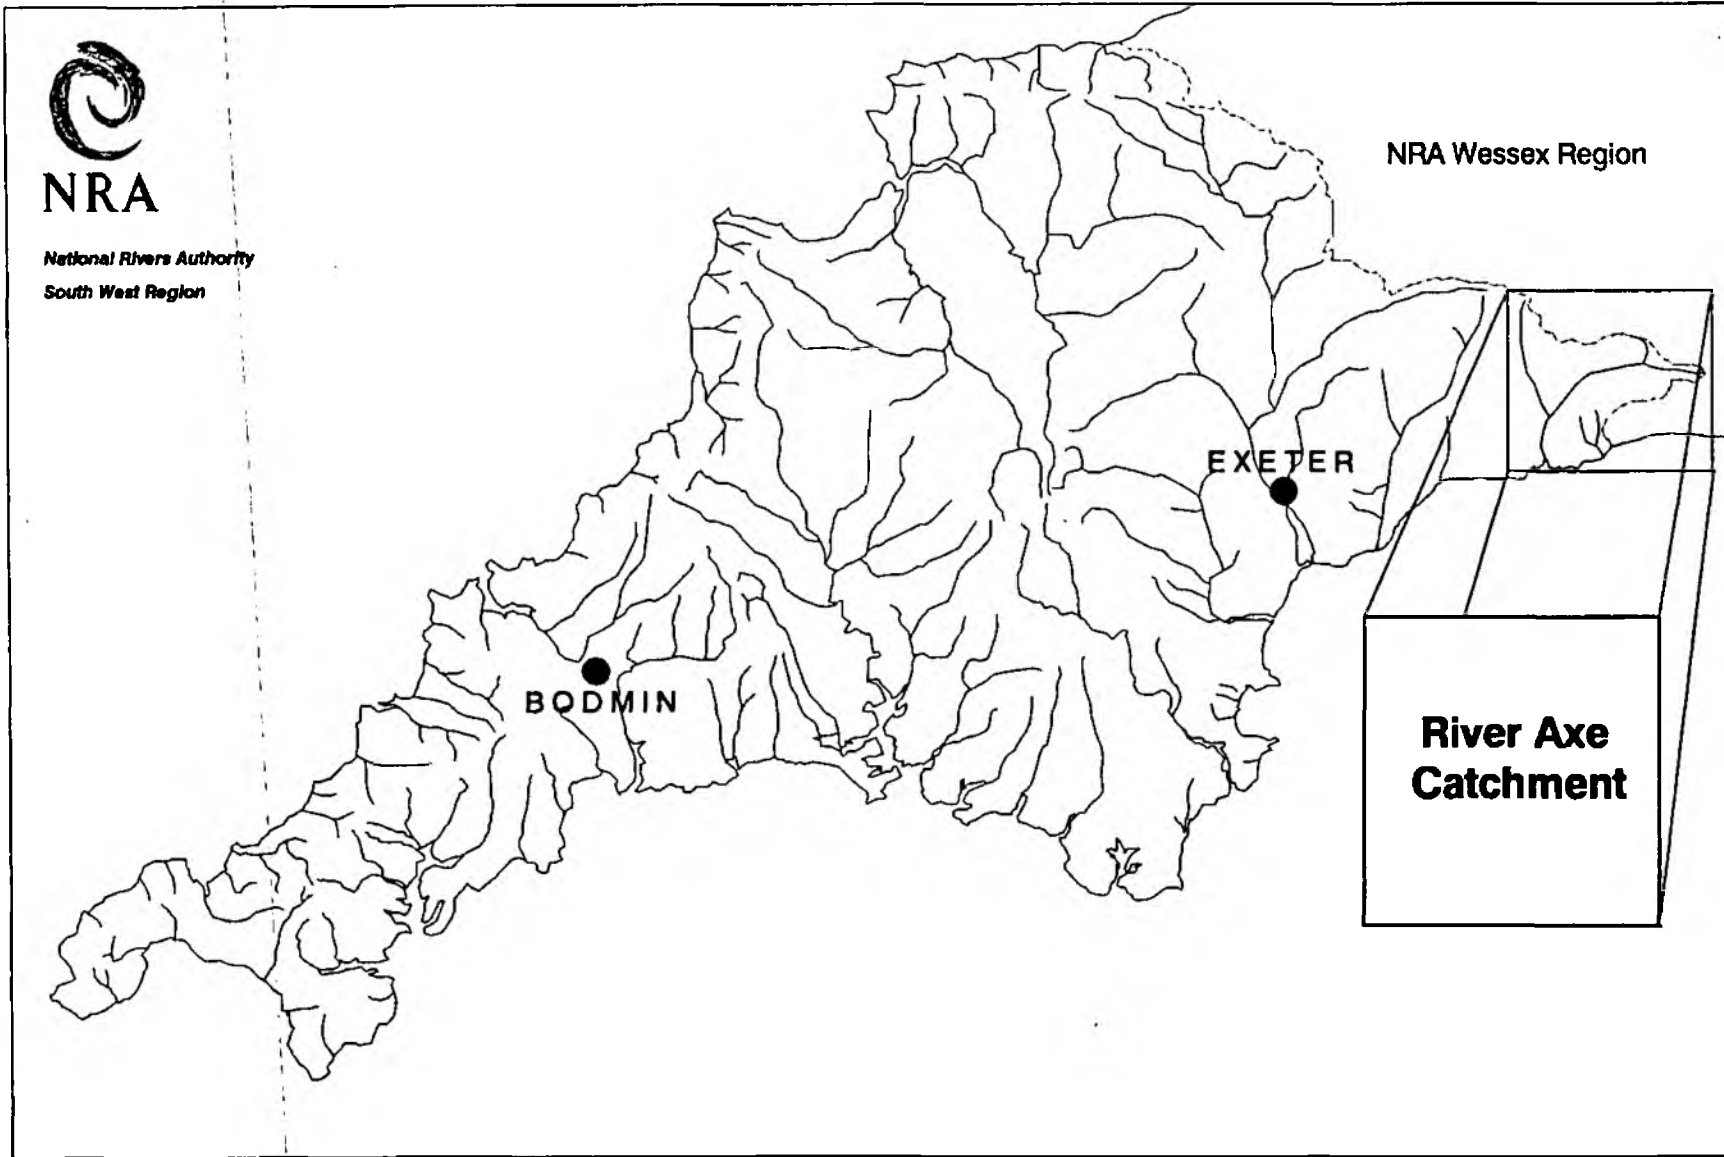 NRA
National Rivers Authority
South West Region
NRA Wessex Region
EXETER
BODMIN
River Axe
Catchment